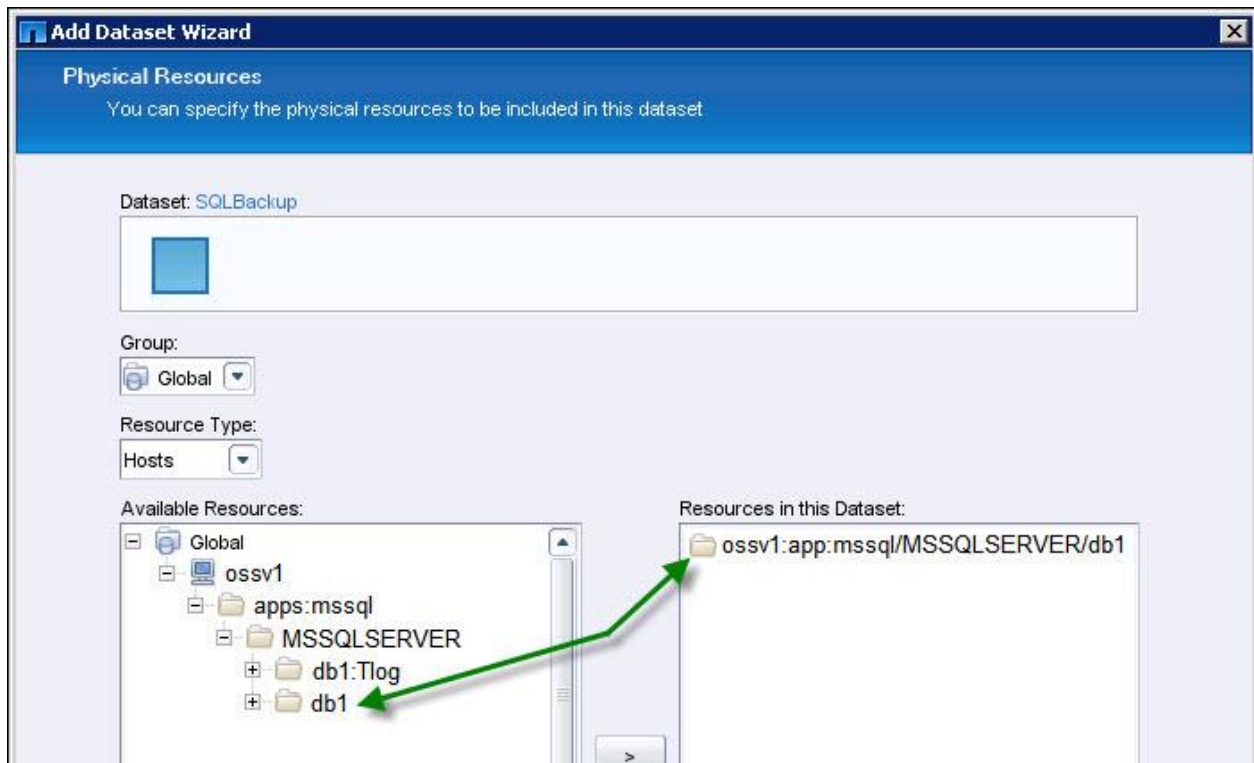 Add Dataset Wizard
Physical Resources
You can specify the physical resources to be included in this dataset
Dataset: SQLBackup
Group:
Global
Resource Type:
Hosts
Available Resources:
Global
ossv1
apps:mssql
MSSQLSERVER
db1:Tlog
db1
>
Resources in this Dataset:
ossv1:app:mssql/MSSQLSERVER/db1